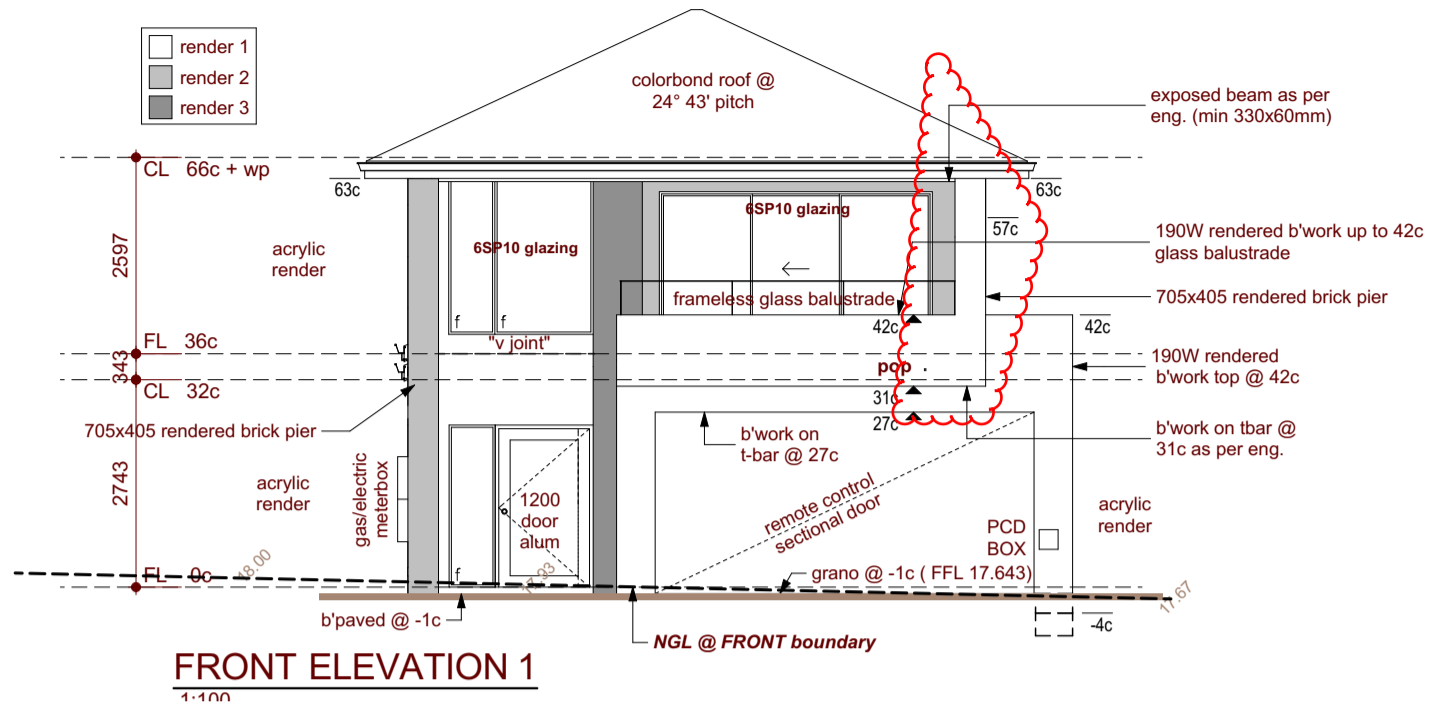 render 1
render 2
render 3
colorbond roof @
24° 43' pitch
exposed beam as per
eng. (min 330x60mm)
CL 66c + wp
63c
63c
6SP10 glazing
57c
6SP10 glazing
190W rendered b'work up to 42c
glass balustrade
acrylic
render
2597
frameless glass balustrade
705x405 rendered brick pier
f
f
42c
42c
"v joint"
FL 36c
343
pop
190W rendered
b'work top @ 42c
CL 32c
31c
27c
705x405 rendered brick pier
b'work on
t-bar @ 27c
b'work on tbar @
31c as per eng.
2743
acrylic
render
gas/electric
meterbox
1200
door
alum
remote control
sectional door
PCD
BOX
acrylic
render
FL 0c
18.00
f
17.93
grano @ -1c ( FFL 17.643)
17.67
b'paved @ -1c
-4c
NGL @ FRONT boundary
FRONT ELEVATION 1
1:100